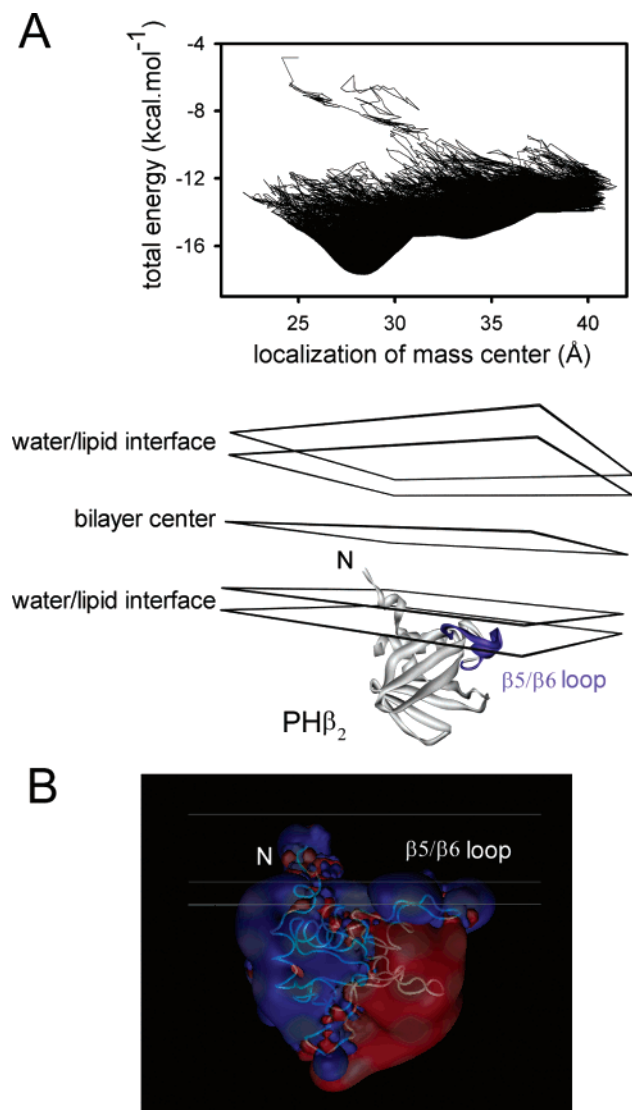 A
total energy (kcal.mol⁻¹)
-4
-8
-12
-16
25 30 35 40
localization of mass center (Å)
water/lipid interface
bilayer center
N
water/lipid interface
β5/β6 loop
PHβ₂
B
N
β5/β6 loop